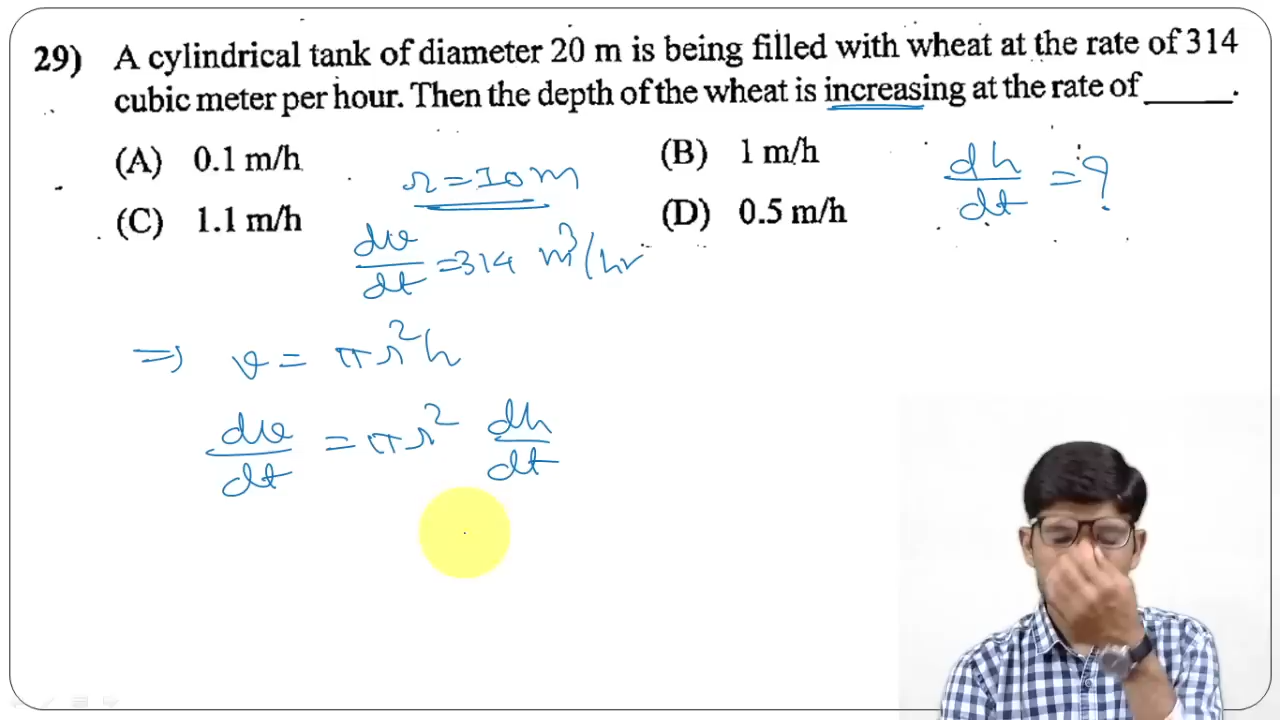 29) A cylindrical tank of diameter 20 m is being filled with wheat at the rate of 314
cubic meter per hour. Then the depth of the wheat is increasing at the rate of _____.
(A) 0.1 m/h
(B) 1 m/h
(C) 1.1 m/h
(D) 0.5 m/h
r = 10 m
dv/dt = 314 m³/hr
dh/dt = ?
⇒ v = πr²h
dv/dt = πr² dh/dt